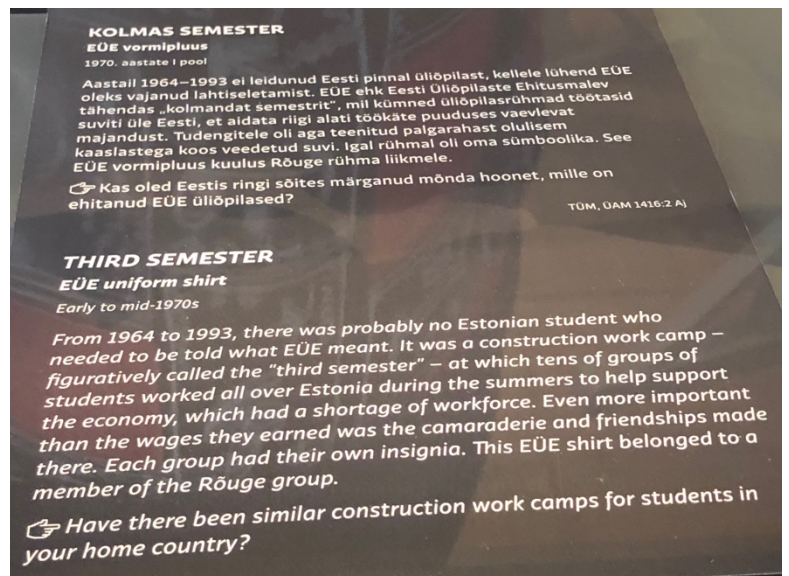 KOLMAS SEMESTER
EÜE vormipluus
1970. aastate I pool
Aastail 1964–1993 ei leidunud Eesti pinnal üliõpilast, kellele lühend EÜE
oleks vajanud lahtiseletamist. EÜE ehk Eesti Üliõpilaste Ehitusmalev
tähendas „kolmandat semestrit”, mil kümned üliõpilasrühmad töötasid
suviti üle Eesti, et aidata riigi alati töökäte puuduses vaevlevat
majandust. Tudengitele oli aga teenitud palgarahast olulisem
kaaslastega koos veedetud suvi. Igal rühmal oli oma sümboolika. See
EÜE vormipluus kuulus Rõuge rühma liikmele.
Kas oled Eestis ringi sõites märganud mõnda hoonet, mille on
ehitanud EÜE üliõpilased?
TÜM, ÜAM 1416:2 Aj
THIRD SEMESTER
EÜE uniform shirt
Early to mid-1970s
From 1964 to 1993, there was probably no Estonian student who
needed to be told what EÜE meant. It was a construction work camp –
figuratively called the “third semester” – at which tens of groups of
students worked all over Estonia during the summers to help support
the economy, which had a shortage of workforce. Even more important
than the wages they earned was the camaraderie and friendships made
there. Each group had their own insignia. This EÜE shirt belonged to a
member of the Rõuge group.
Have there been similar construction work camps for students in
your home country?